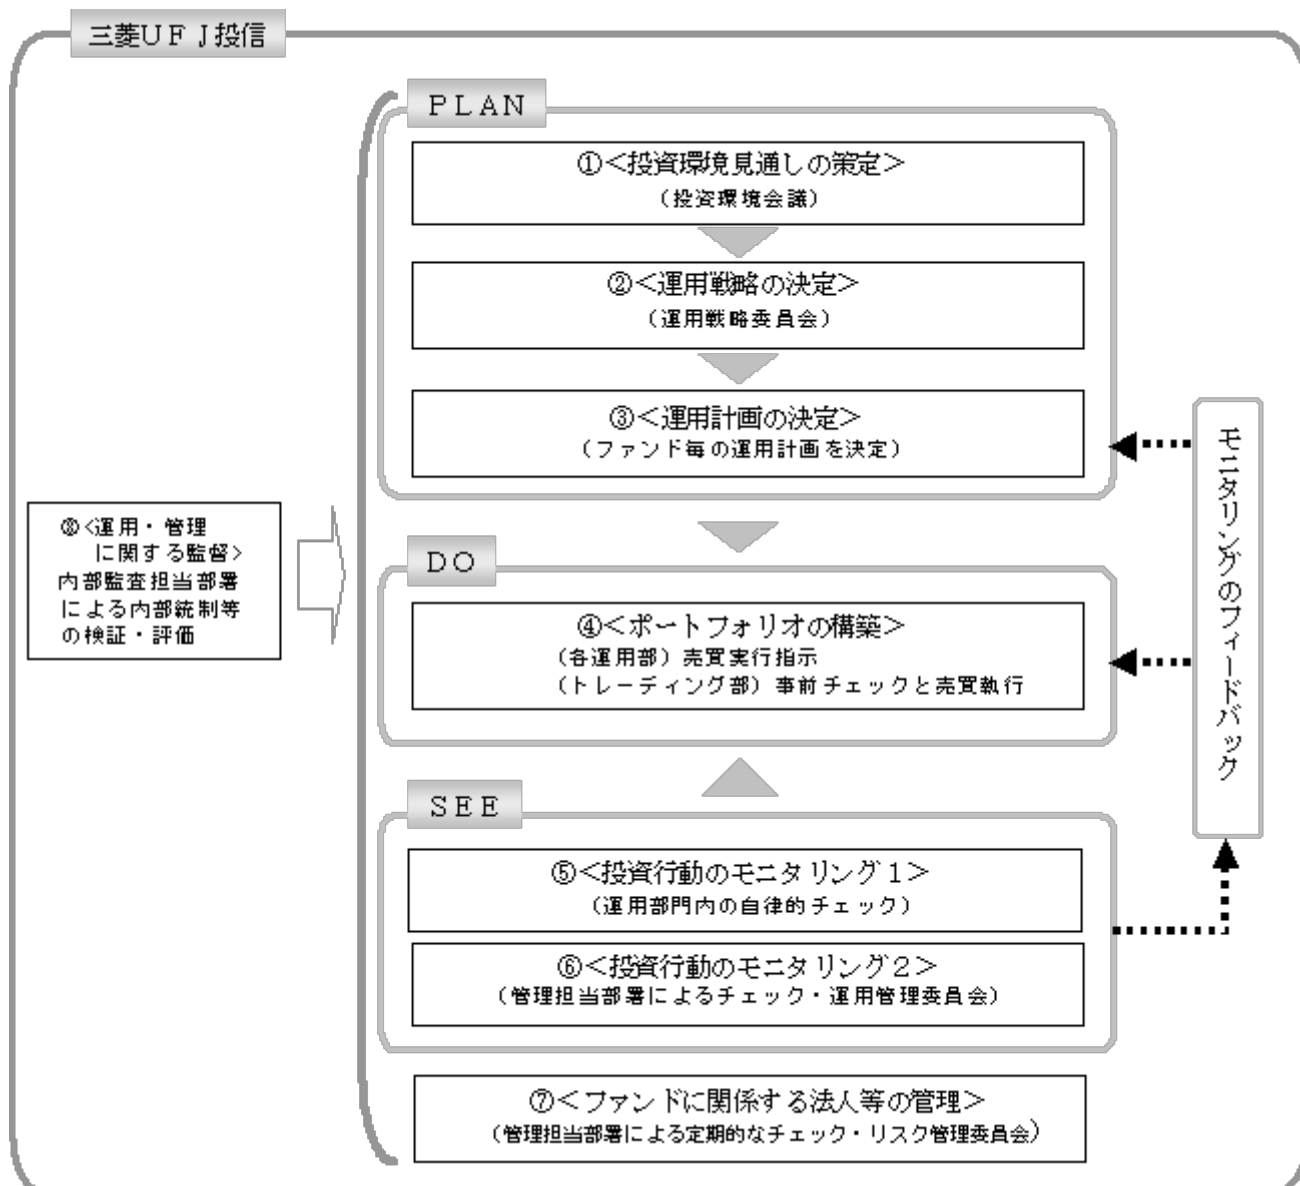 三菱ＵＦＪ投信
ＰＬＡＮ
①＜投資環境見通しの策定＞
（投資環境会議）
②＜運用戦略の決定＞
（運用戦略委員会）
③＜運用計画の決定＞
（ファンド毎の運用計画を決定）
⑧＜運用・管理
に関する監督＞
内部監査担当部署
による内部統制等
の検証・評価
ＤＯ
④＜ポートフォリオの構築＞
（各運用部）売買実行指示
（トレーディング部）事前チェックと売買執行
モニタリングのフィードバック
ＳＥＥ
⑤＜投資行動のモニタリング１＞
（運用部門内の自律的チェック）
⑥＜投資行動のモニタリング２＞
（管理担当部署によるチェック・運用管理委員会）
⑦＜ファンドに関係する法人等の管理＞
（管理担当部署による定期的なチェック・リスク管理委員会）